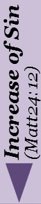 Increase of Sin
(Matt24:12)